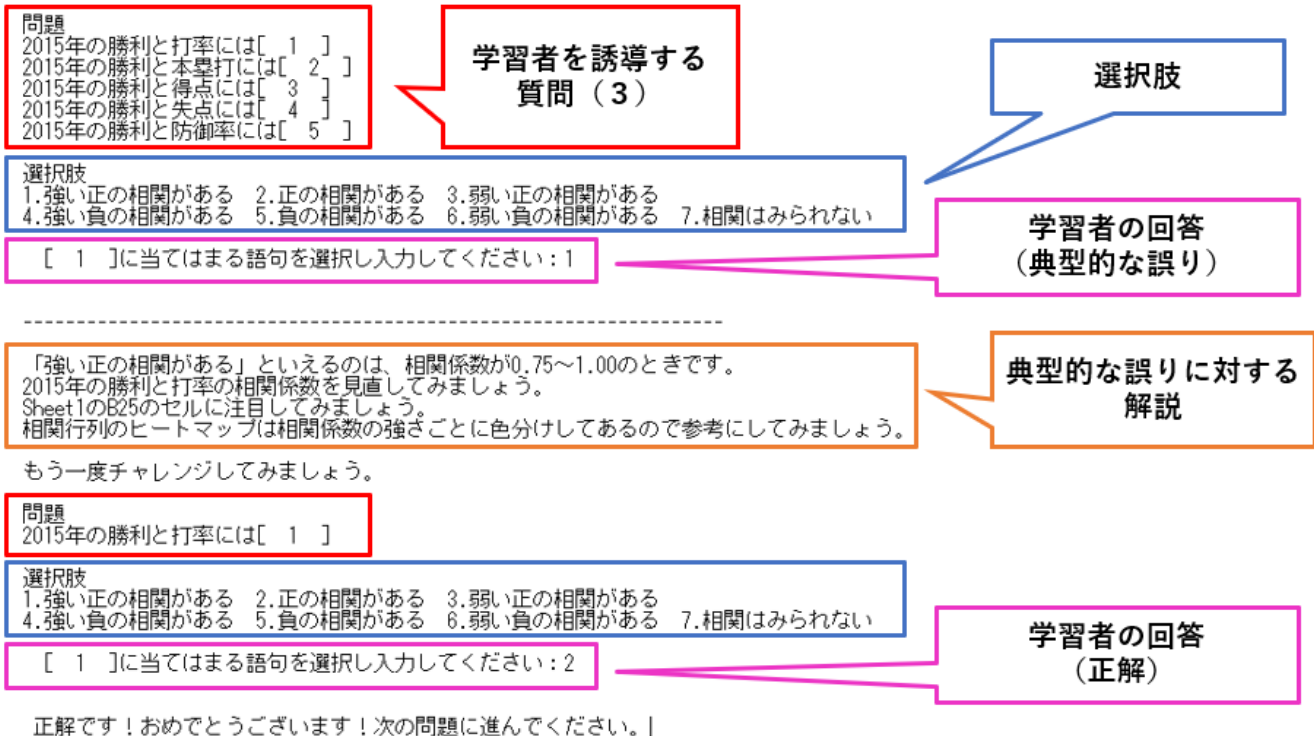 問題
2015年の勝利と打率には[　1　]
2015年の勝利と本塁打には[　2　]
2015年の勝利と得点には[　3　]
2015年の勝利と失点には[　4　]
2015年の勝利と防御率には[　5　]
学習者を誘導する
質問（３）
選択肢
選択肢
1.強い正の相関がある　2.正の相関がある　3.弱い正の相関がある
4.強い負の相関がある　5.負の相関がある　6.弱い負の相関がある　7.相関はみられない
[　1　]に当てはまる語句を選択し入力してください：1
学習者の回答
（典型的な誤り）
--------------------------------------------------------------------
「強い正の相関がある」といえるのは、相関係数が0.75～1.00のときです。
2015年の勝利と打率の相関係数を見直してみましょう。
Sheet1のB25のセルに注目してみましょう。
相関行列のヒートマップは相関係数の強さごとに色分けしてあるので参考にしてみましょう。
典型的な誤りに対する
解説
もう一度チャレンジしてみましょう。
問題
2015年の勝利と打率には[　1　]
選択肢
1.強い正の相関がある　2.正の相関がある　3.弱い正の相関がある
4.強い負の相関がある　5.負の相関がある　6.弱い負の相関がある　7.相関はみられない
[　1　]に当てはまる語句を選択し入力してください：2
学習者の回答
（正解）
正解です！おめでとうございます！次の問題に進んでください。|